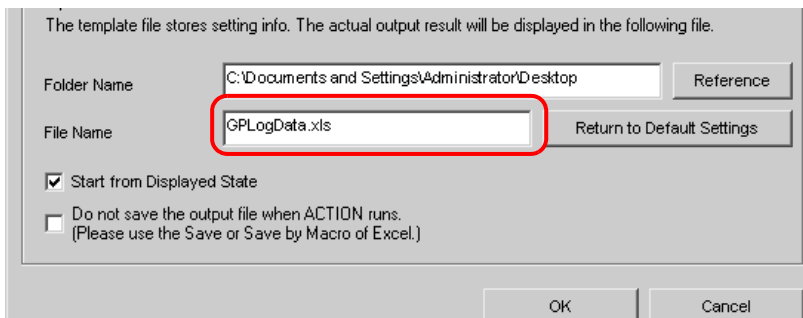 The template file stores setting info. The actual output result will be displayed in the following file.
Folder Name C:\Documents and Settings\Administrator\Desktop Reference
File Name GPLogData.xls Return to Default Settings
Start from Displayed State
Do not save the output file when ACTION runs.
(Please use the Save or Save by Macro of Excel.)
OK Cancel